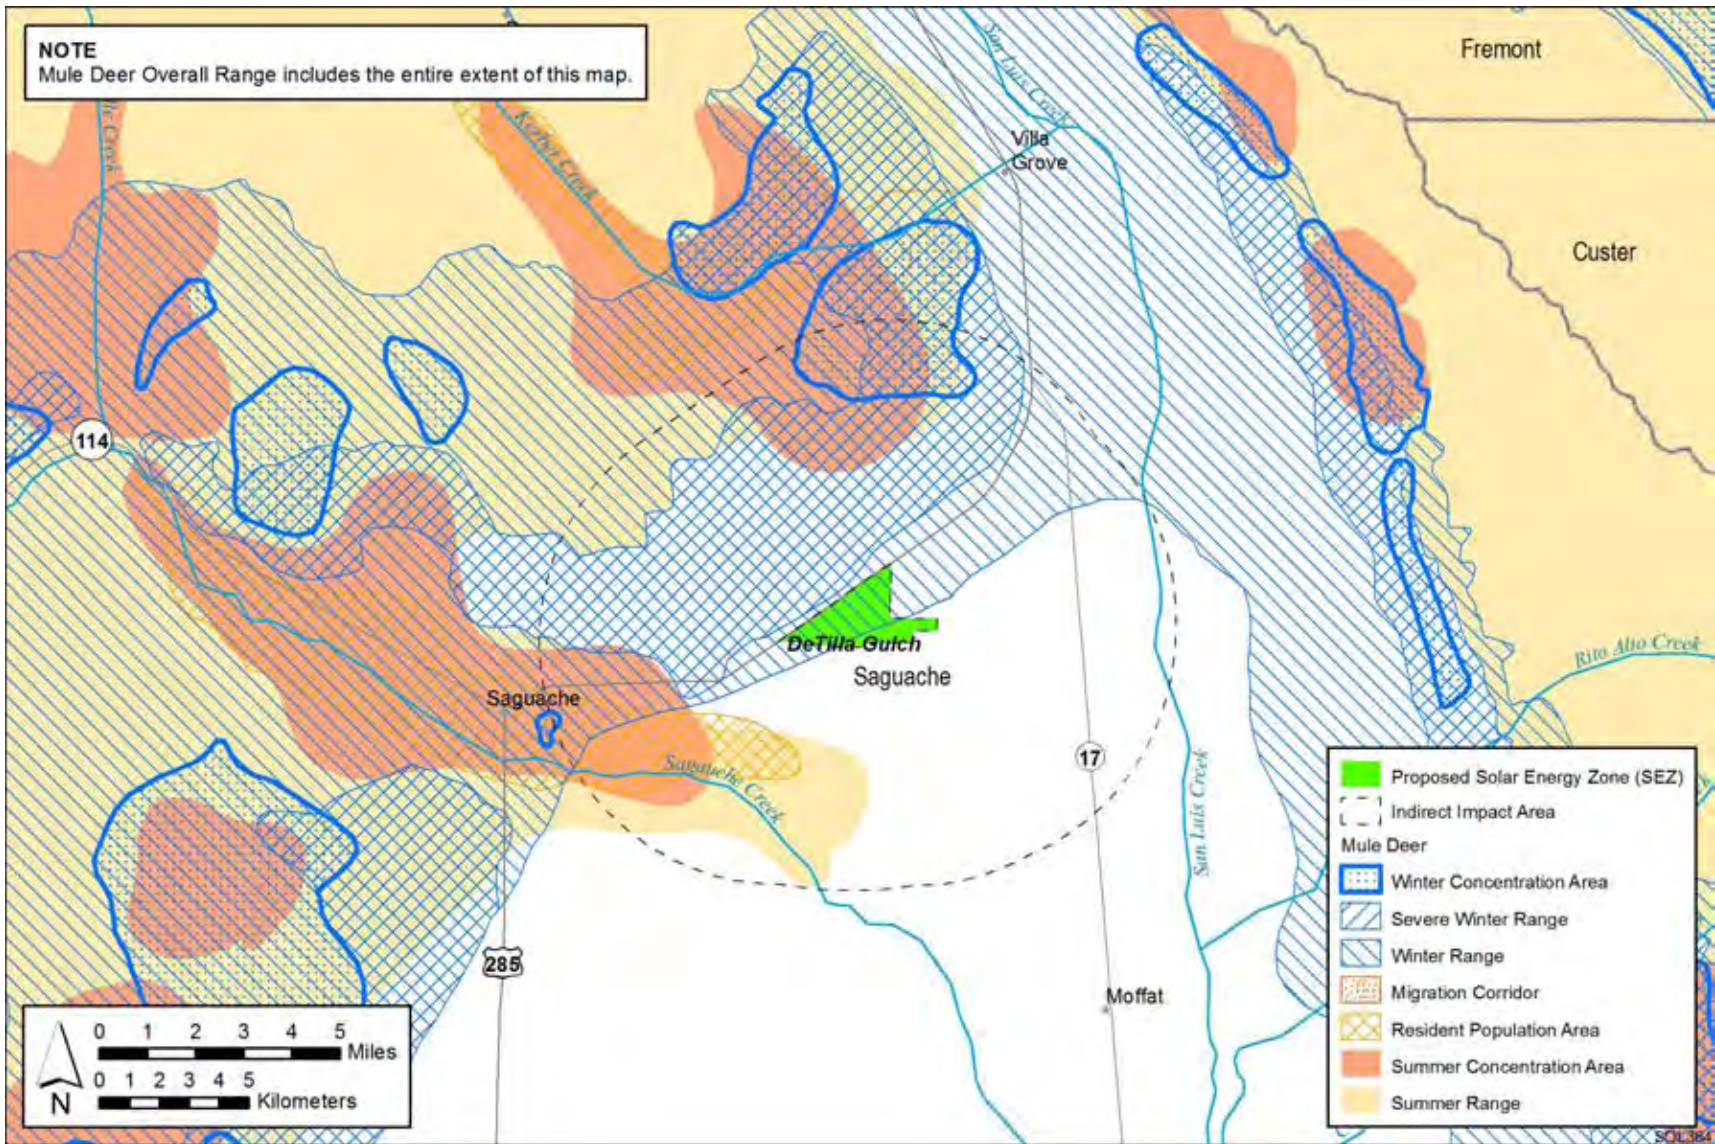 NOTE
Mule Deer Overall Range includes the entire extent of this map.
Creek
Kerber Creek
San Luis Creek
Villa
Grove
Fremont
Custer
114
DeTilla Gulch
Saguache
Saguache
Saguache Creek
Rito Alto Creek
17
San Luis Creek
285
Moffat
0 1 2 3 4 5
Miles
0 1 2 3 4 5
Kilometers
N
Proposed Solar Energy Zone (SEZ)
Indirect Impact Area
Mule Deer
Winter Concentration Area
Severe Winter Range
Winter Range
Migration Corridor
Resident Population Area
Summer Concentration Area
Summer Range